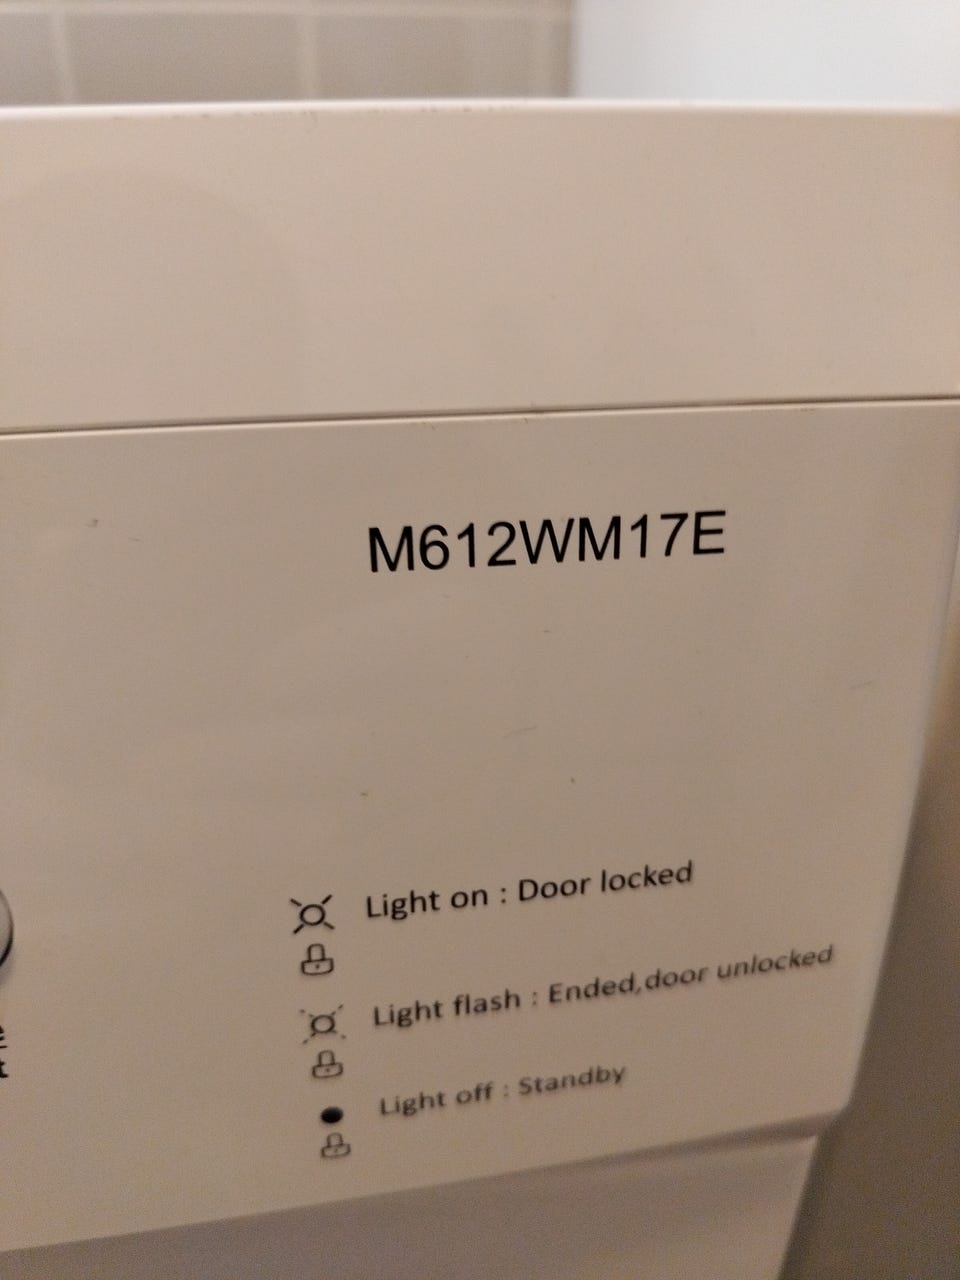 M612WM17E
Light on : Door locked
Light flash : Ended,door unlocked
Light off : Standby